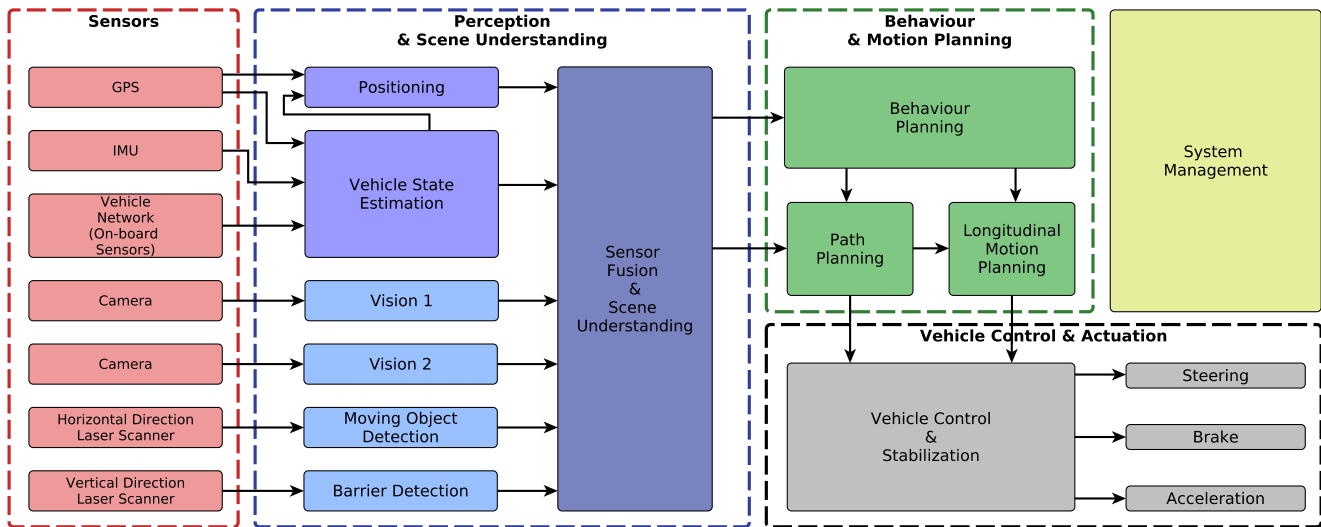 Sensors
GPS
IMU
Vehicle
Network
(On-board
Sensors)
Camera
Camera
Horizontal Direction
Laser Scanner
Vertical Direction
Laser Scanner
Perception
& Scene Understanding
Positioning
Vehicle State
Estimation
Vision 1
Vision 2
Moving Object
Detection
Barrier Detection
Sensor
Fusion
&
Scene
Understanding
Behaviour
& Motion Planning
Behaviour
Planning
Path
Planning
Longitudinal
Motion
Planning
System
Management
Vehicle Control & Actuation
Vehicle Control
&
Stabilization
Steering
Brake
Acceleration